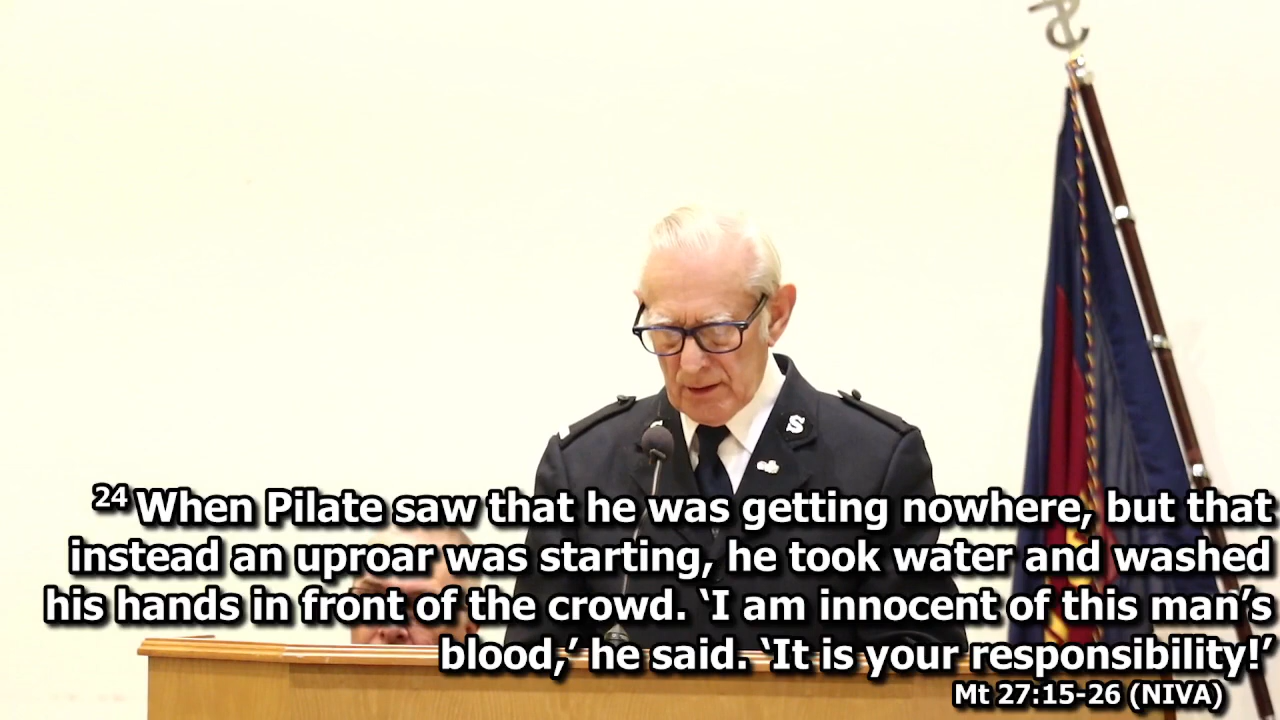 S
²⁴ When Pilate saw that he was getting nowhere, but that
instead an uproar was starting, he took water and washed
his hands in front of the crowd. ‘I am innocent of this man’s
blood,’ he said. ‘It is your responsibility!’
Mt 27:15-26 (NIVA)